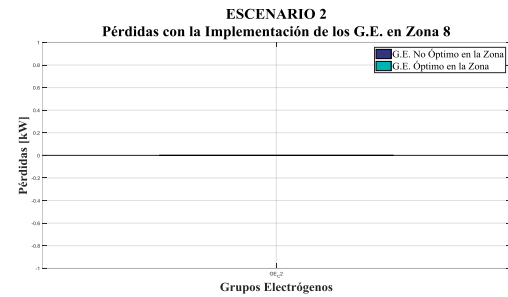 ESCENARIO 2
Pérdidas con la Implementación de los G.E. en Zona 8
G.E. No Óptimo en la Zona
G.E. Óptimo en la Zona
Pérdidas [kW]
1
0.8
0.6
0.4
0.2
0
-0.2
-0.4
-0.6
-0.8
-1
GE_C2
Grupos Electrógenos